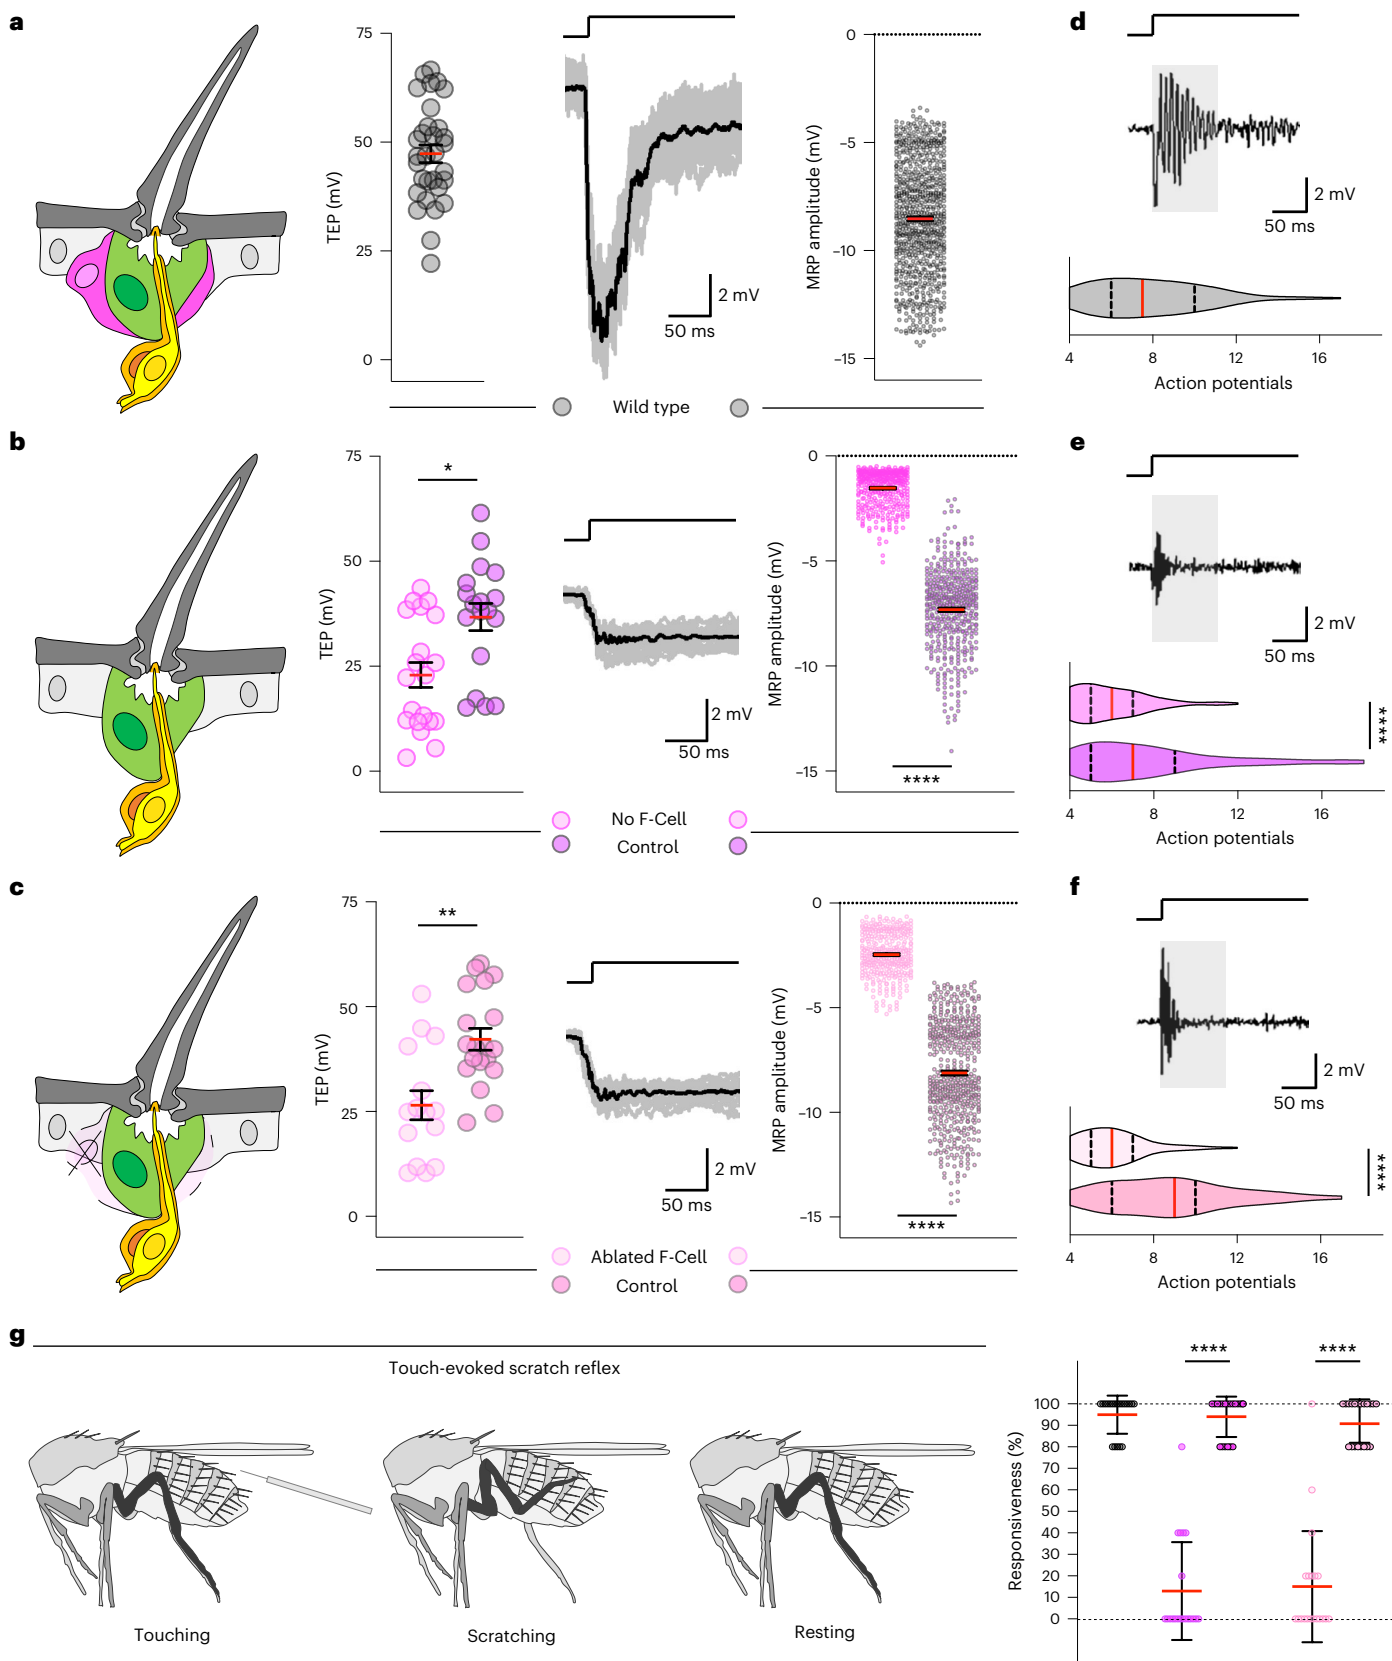 a
75
50
25
0
TEP (mV)
2 mV
50 ms
0
−5
−10
−15
MRP amplitude (mV)
Wild type
d
2 mV
50 ms
4 8 12 16
Action potentials
b
75
50
25
0
TEP (mV)
*
2 mV
50 ms
0
−5
−10
−15
MRP amplitude (mV)
****
No F-Cell
Control
e
2 mV
50 ms
****
4 8 12 16
Action potentials
c
75
50
25
0
TEP (mV)
**
2 mV
50 ms
0
−5
−10
−15
MRP amplitude (mV)
****
Ablated F-Cell
Control
f
2 mV
50 ms
****
4 8 12 16
Action potentials
g
Touch-evoked scratch reflex
Touching
Scratching
Resting
**** ****
100
90
80
70
60
50
40
30
20
10
0
Responsiveness (%)